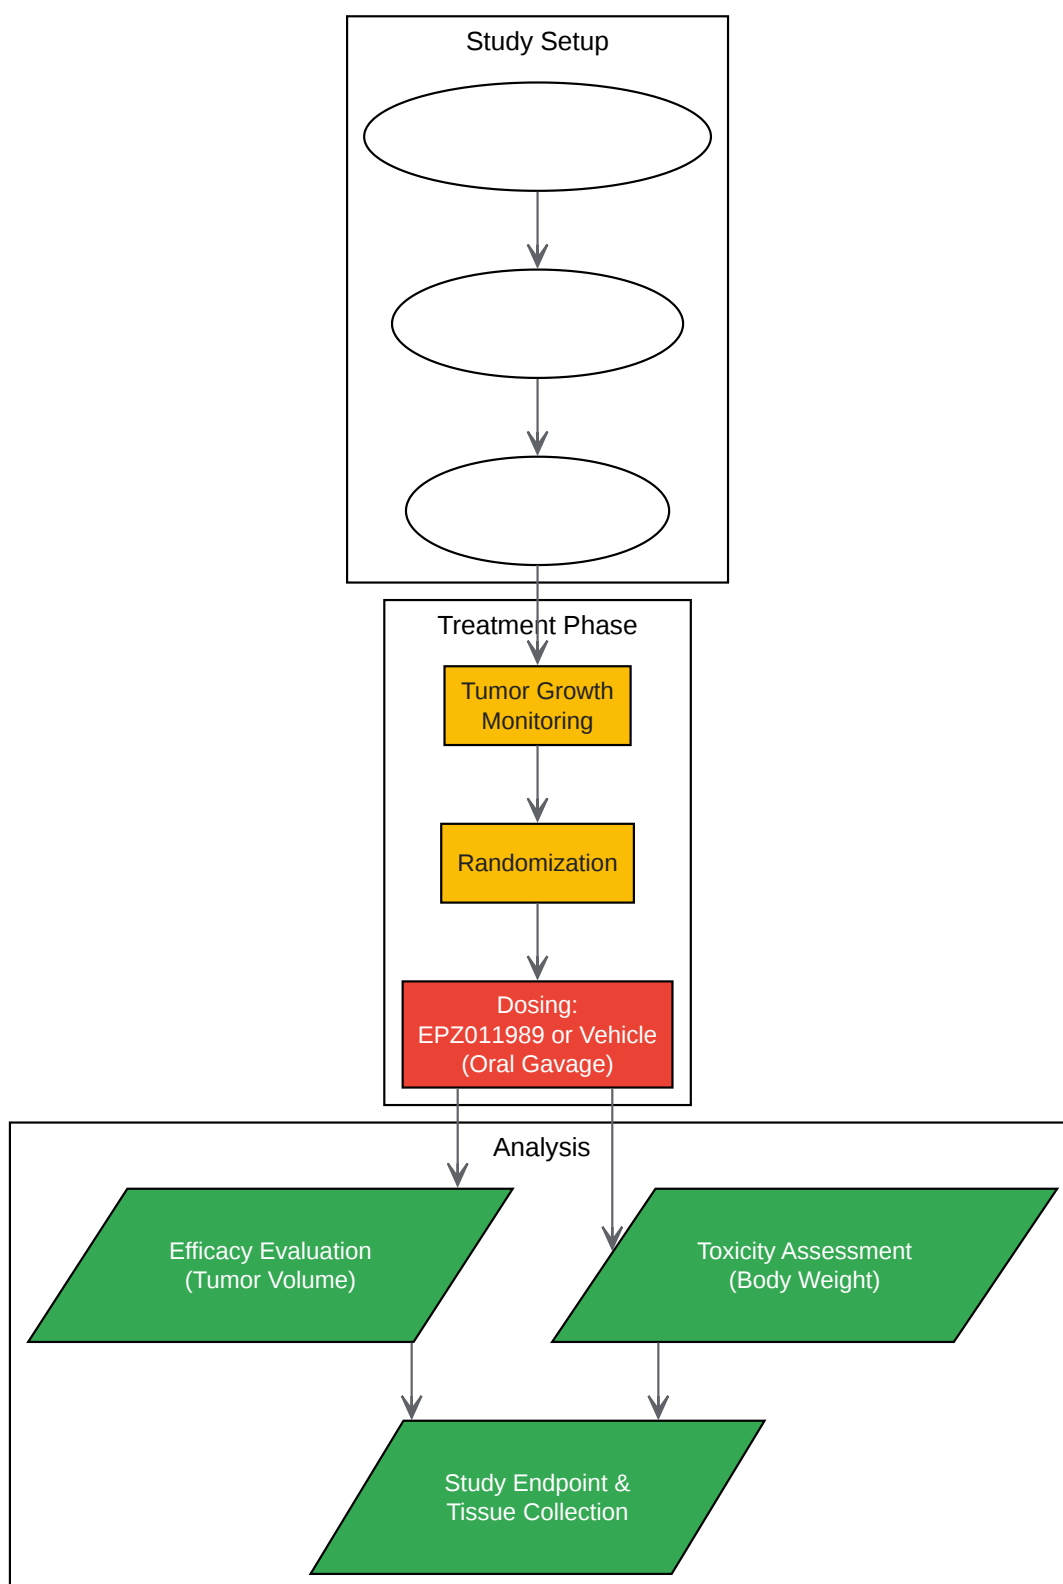 Study Setup
Treatment Phase
Tumor Growth
Monitoring
Randomization
Dosing:
EPZ011989 or Vehicle
(Oral Gavage)
Analysis
Efficacy Evaluation
(Tumor Volume)
Toxicity Assessment
(Body Weight)
Study Endpoint &
Tissue Collection